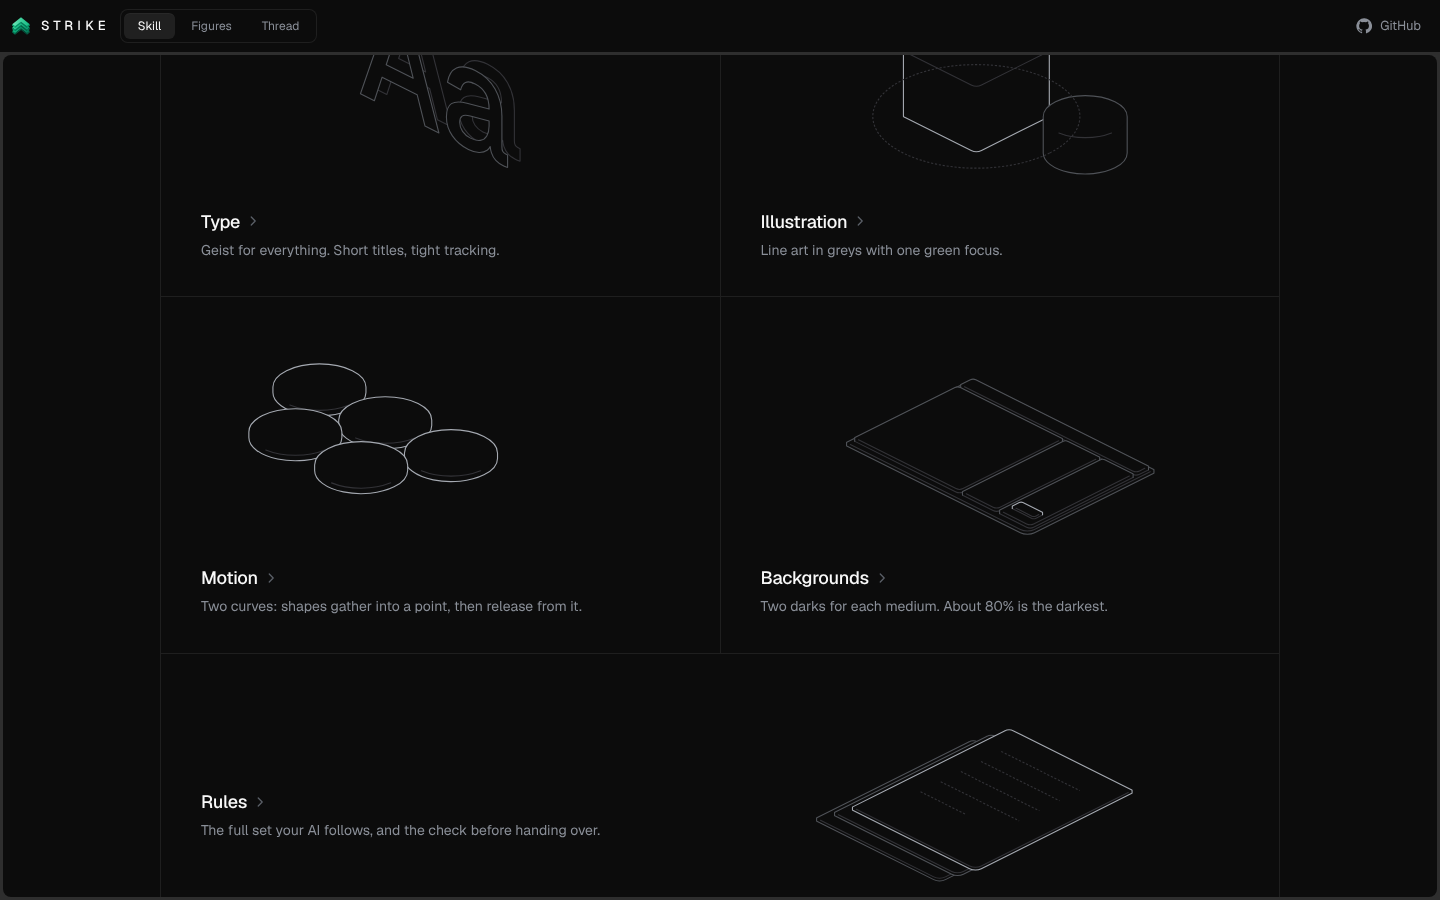 STRIKE
Skill
Figures
Thread
GitHub
Aa
Type
Geist for everything. Short titles, tight tracking.
Illustration
Line art in greys with one green focus.
Motion
Two curves: shapes gather into a point, then release from it.
Backgrounds
Two darks for each medium. About 80% is the darkest.
Rules
The full set your AI follows, and the check before handing over.